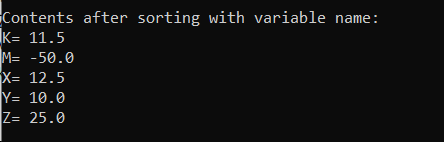 Contents after sorting with variable name:
K= 11.5
M= -50.0
X= 12.5
Y= 10.0
Z= 25.0